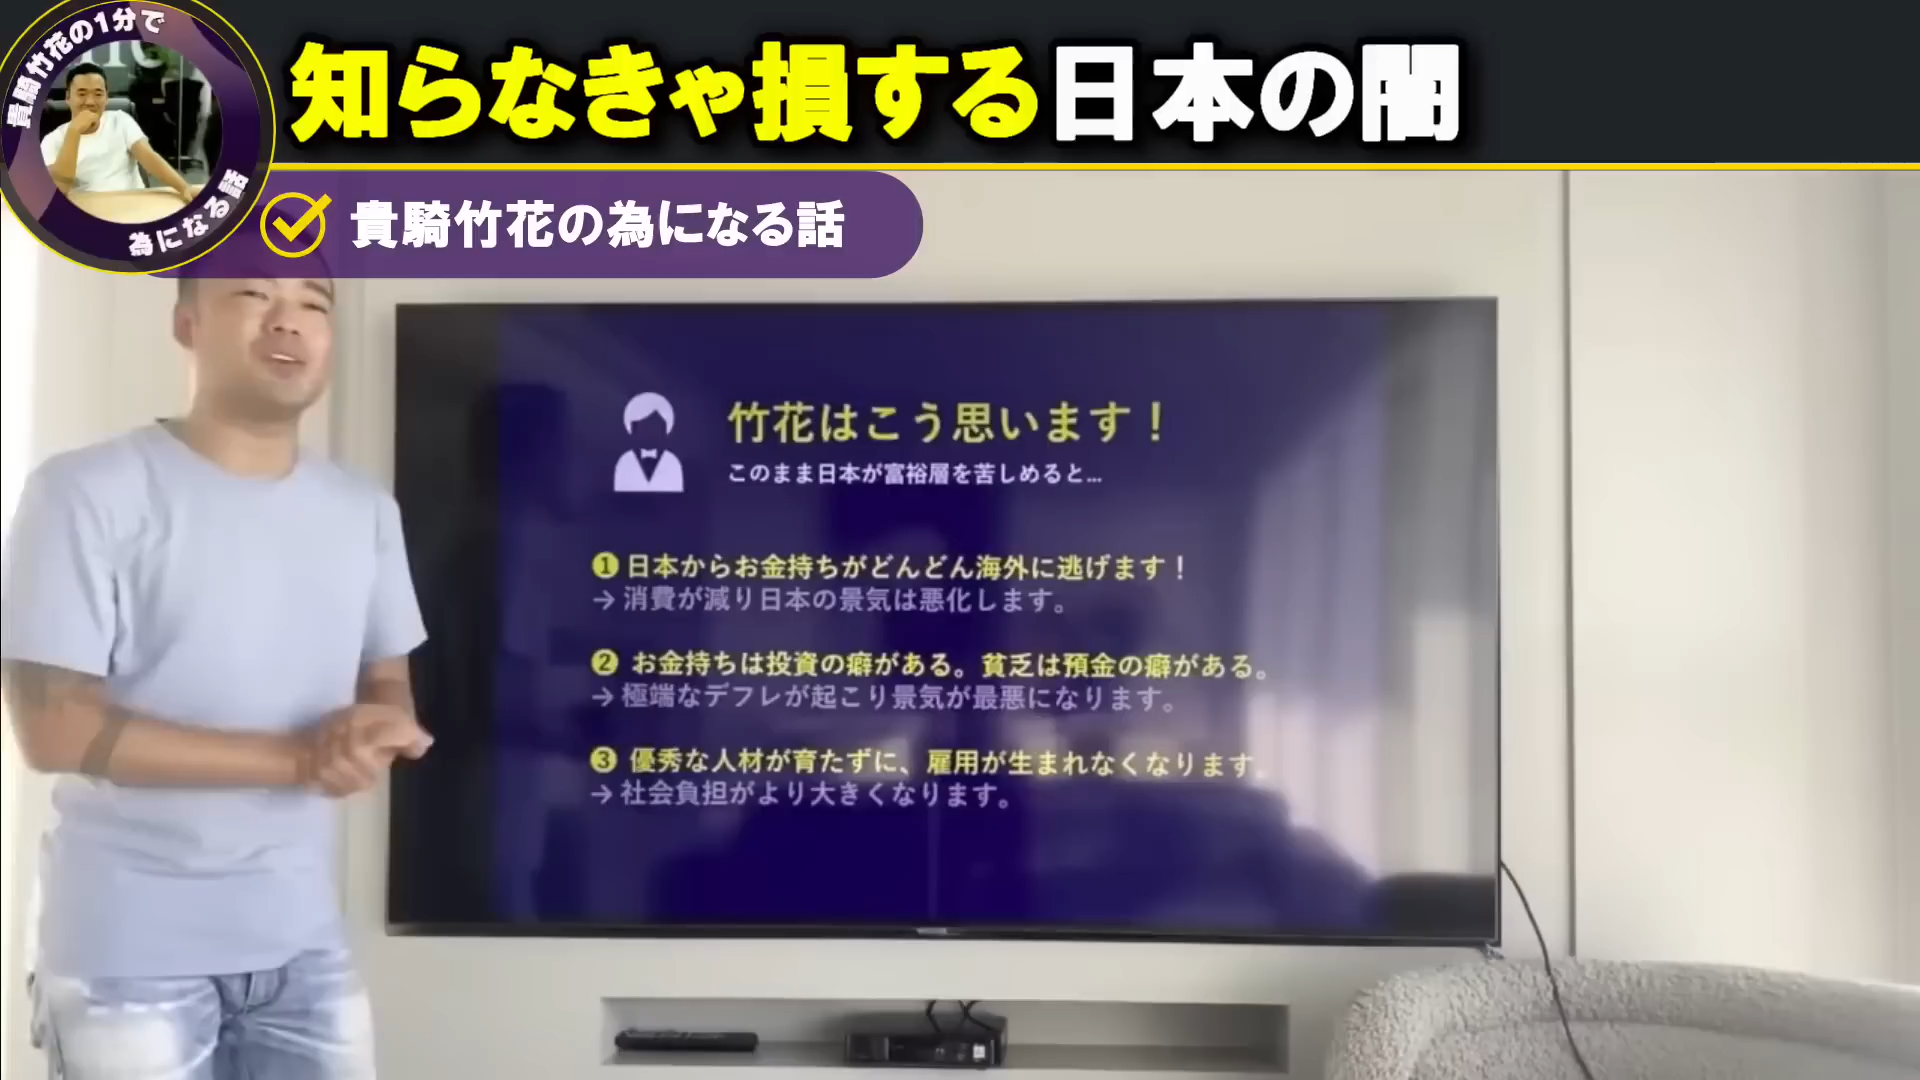 貴騎竹花の1分で
為になる話
知らなきゃ損する日本の闇
貴騎竹花の為になる話
竹花はこう思います！
このまま日本が富裕層を苦しめると...
❶ 日本からお金持ちがどんどん海外に逃げます！
→ 消費が減り日本の景気は悪化します。
❷ お金持ちは投資の癖がある。貧乏は預金の癖がある。
→ 極端なデフレが起こり景気が最悪になります。
❸ 優秀な人材が育たずに、雇用が生まれなくなります。
→ 社会負担がより大きくなります。